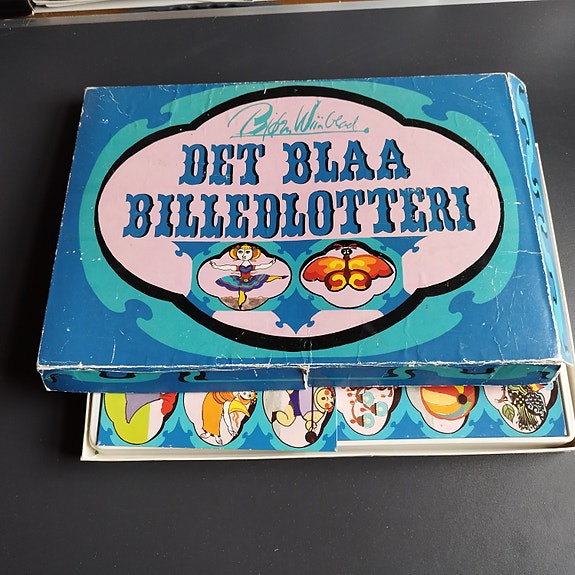 Bjørn Wiinblad.
DET BLAA
BILLEDLOTTERI